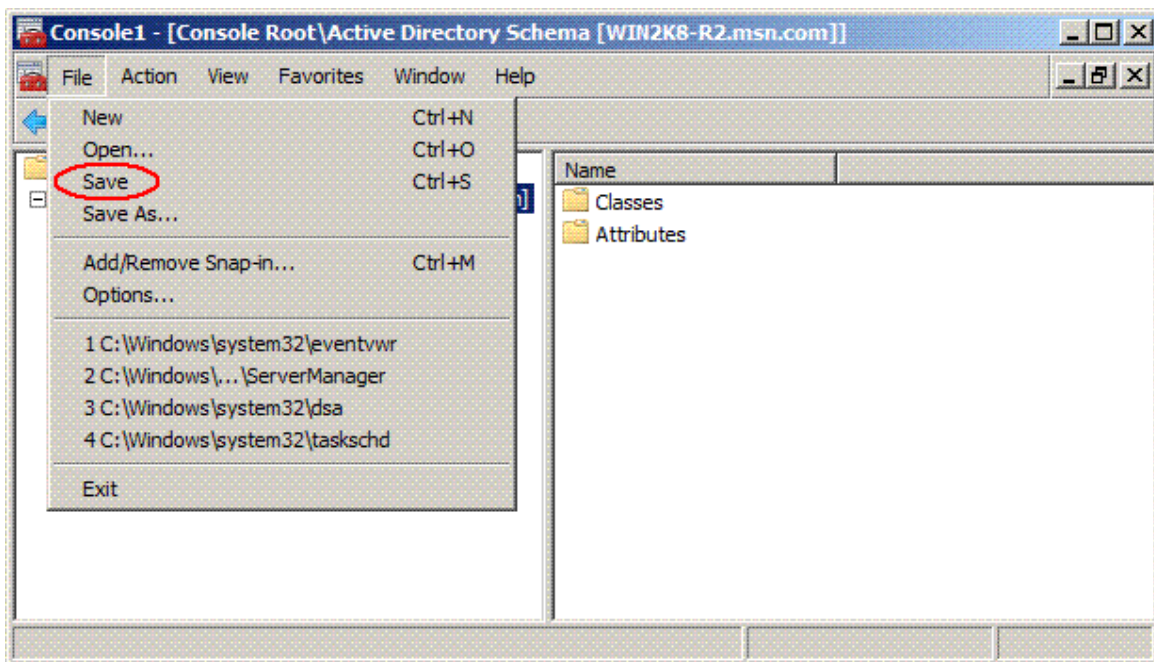 Console1 - [Console Root\Active Directory Schema [WIN2K8-R2.msn.com]]
File Action View Favorites Window Help
New Ctrl+N
Open... Ctrl+O
Save Ctrl+S
Save As...
Add/Remove Snap-in... Ctrl+M
Options...
1 C:\Windows\system32\eventvwr
2 C:\Windows\...\ServerManager
3 C:\Windows\system32\dsa
4 C:\Windows\system32\taskschd
Exit
Name
Classes
Attributes